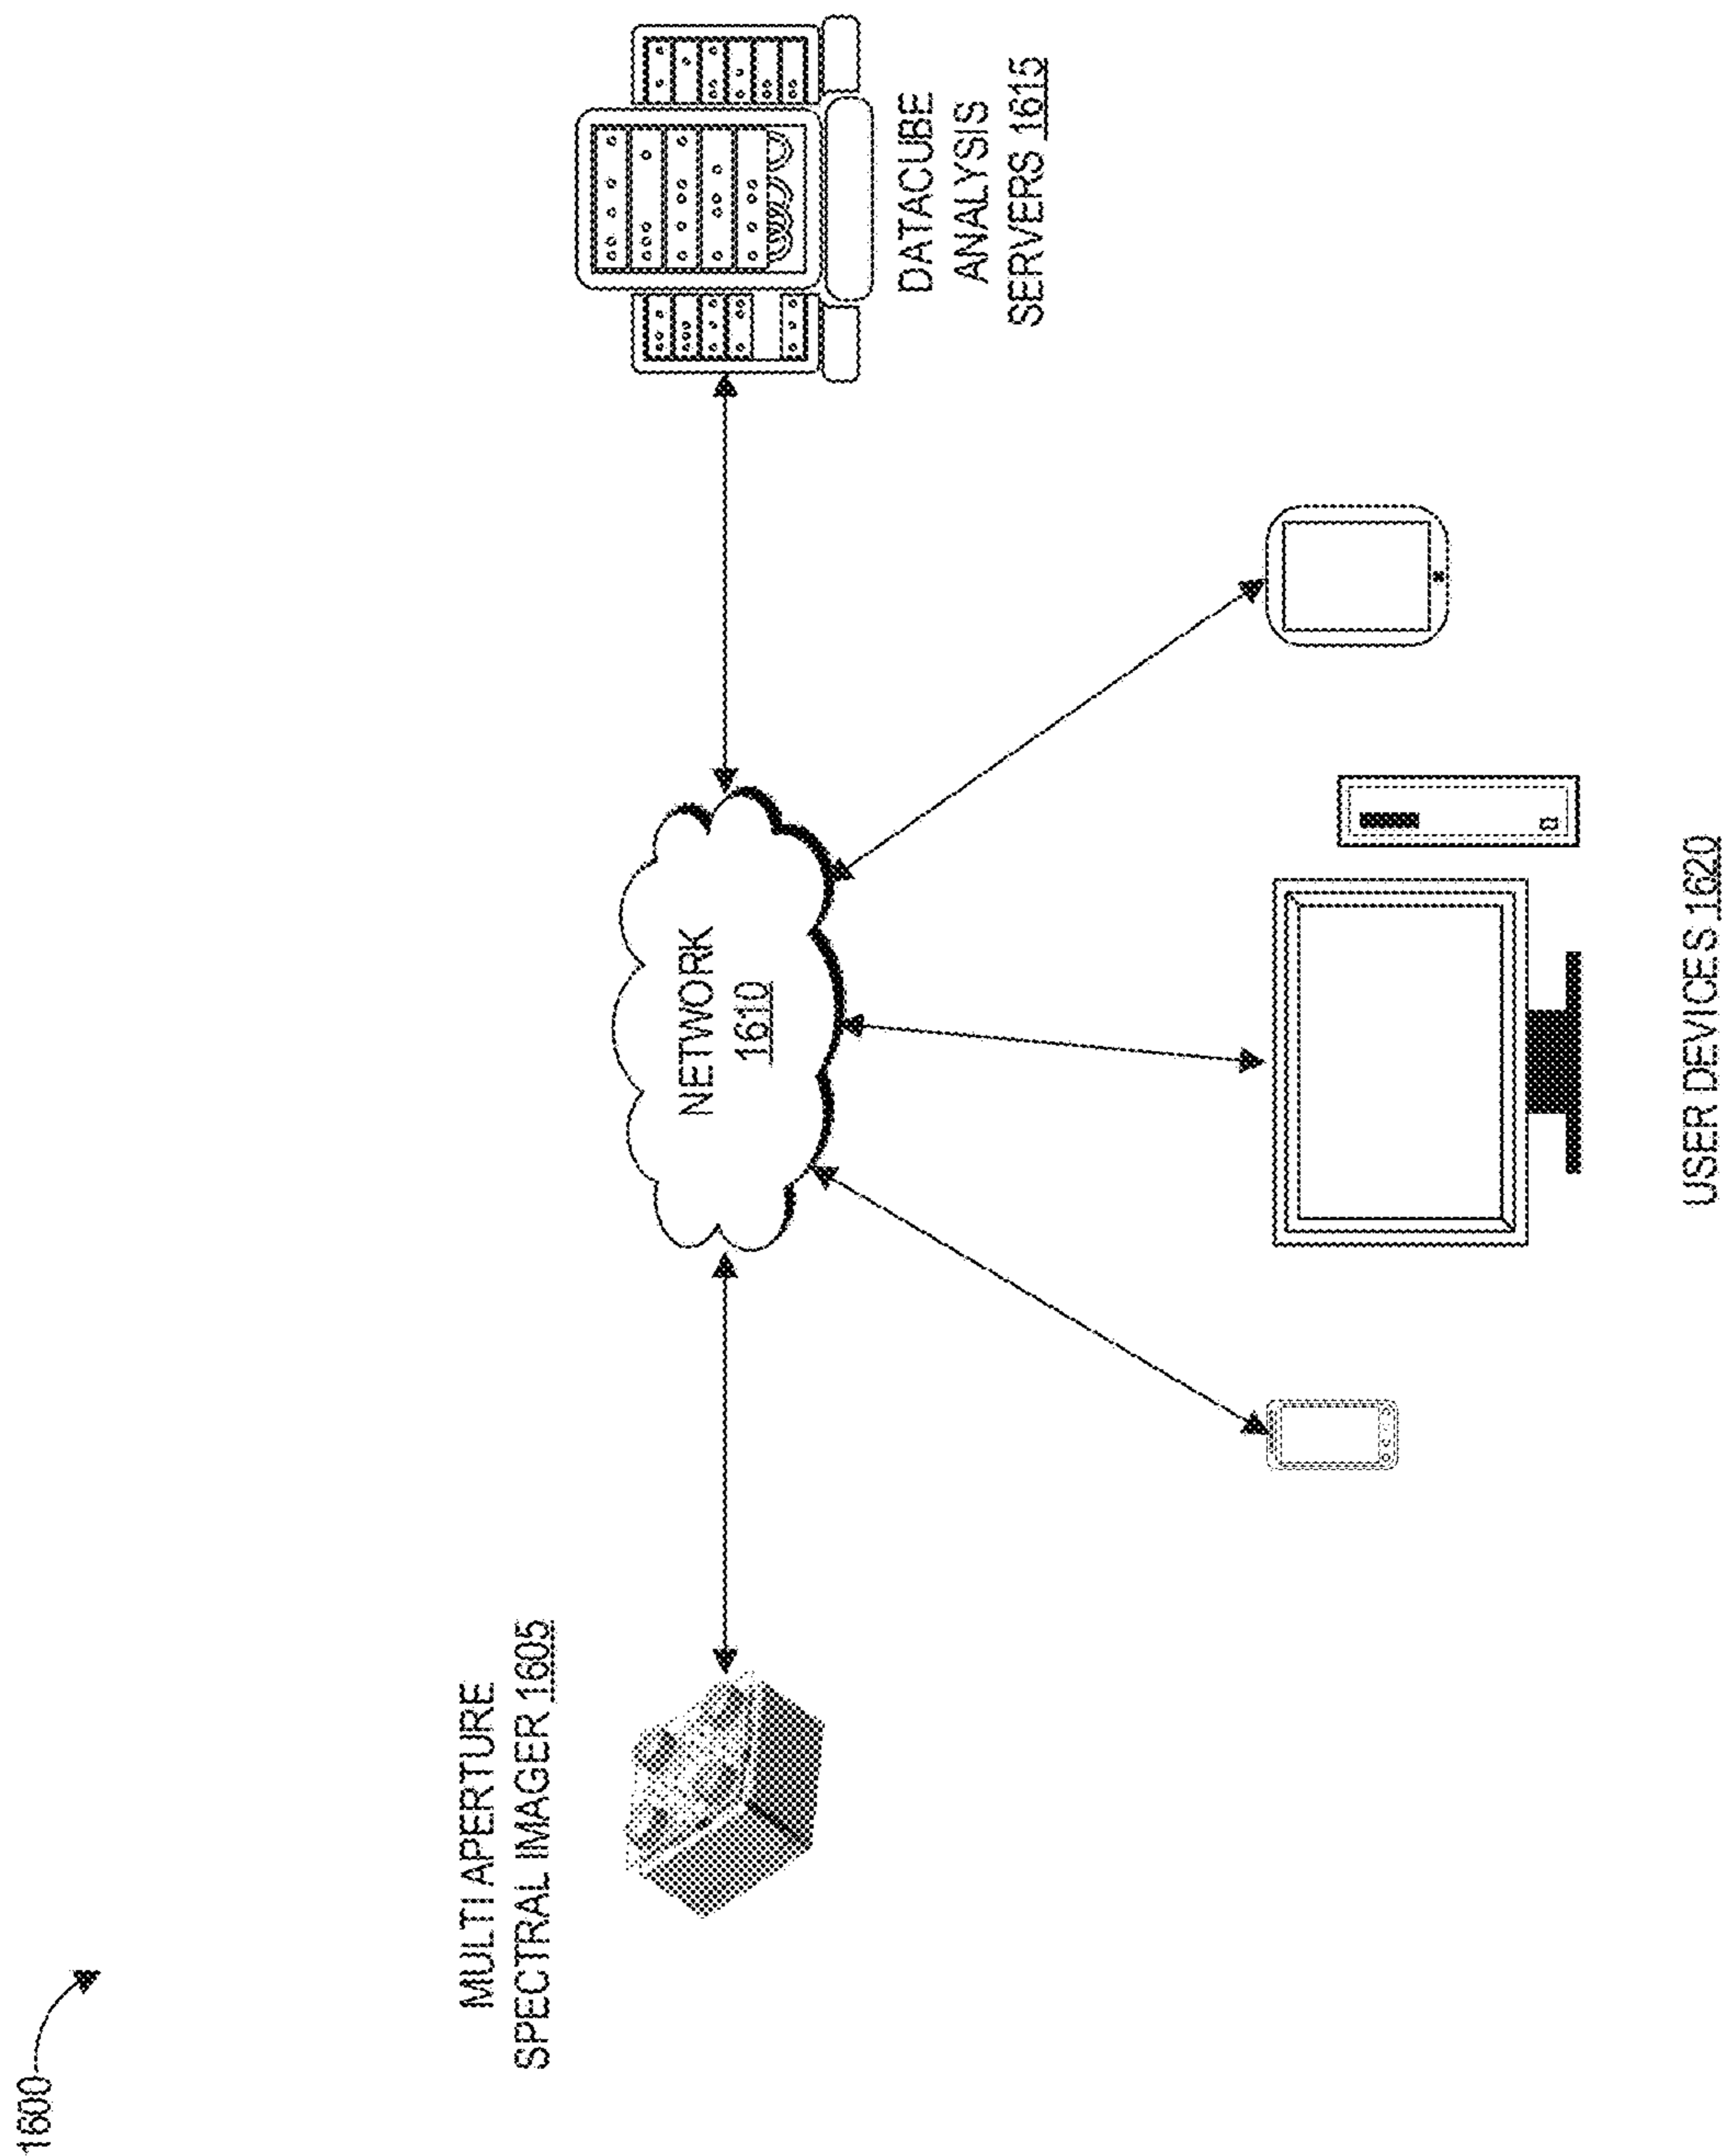 1600
MULTI APERTURE
SPECTRAL IMAGER 1605
NETWORK
1610
DATACUBE
ANALYSIS
SERVERS 1615
USER DEVICES 1620